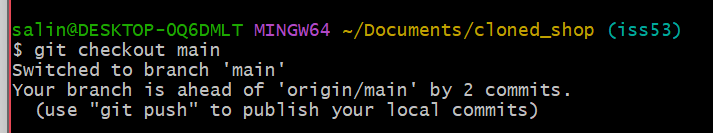 salin@DESKTOP-OQ6DMLT MINGW64 ~/Documents/cloned_shop (iss53)
$ git checkout main
Switched to branch 'main'
Your branch is ahead of 'origin/main' by 2 commits.
  (use "git push" to publish your local commits)